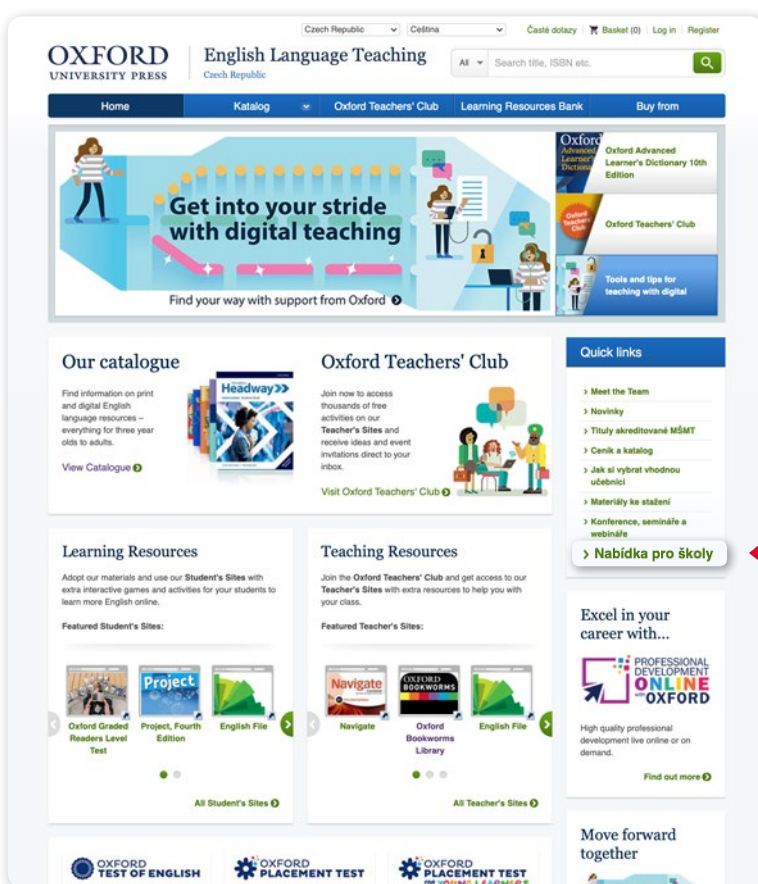 Czech Republic
Čeština
Časté dotazy
Basket (0)
Log in
Register
OXFORD
UNIVERSITY PRESS
English Language Teaching
Czech Republic
All
Search title, ISBN etc.
Home
Katalog
Oxford Teachers' Club
Learning Resources Bank
Buy from
Get into your stride
with digital teaching
Find your way with support from Oxford
Oxford
Advanced
Learner's
Oxford Advanced
Learner's Dictionary 10th
Edition
Oxford
Teachers'
Club
Oxford Teachers' Club
Tools and tips for
teaching with digital
Our catalogue
Find information on print
and digital English
language resources –
everything for three year
olds to adults.
View Catalogue
Headway
Oxford Teachers' Club
Join now to access
thousands of free
activities on our
Teacher's Sites and
receive ideas and event
invitations direct to your
inbox.
Visit Oxford Teachers' Club
Quick links
Meet the Team
Novinky
Tituly akreditované MŠMT
Ceník a katalog
Jak si vybrat vhodnou
učebnici
Materiály ke stažení
Konference, semináře a
webináře
Nabídka pro školy
Learning Resources
Adopt our materials and use our Student's Sites with
extra interactive games and activities for your students to
learn more English online.
Featured Student's Sites:
Project
Oxford Graded
Readers Level
Test
Project, Fourth
Edition
English File
All Student's Sites
Teaching Resources
Join the Oxford Teachers' Club and get access to our
Teacher's Sites with extra resources to help you with
your class.
Featured Teacher's Sites:
Navigate
OXFORD
BOOKWORMS
Navigate
Oxford
Bookworms
Library
English File
All Teacher's Sites
Excel in your
career with...
PROFESSIONAL
DEVELOPMENT
ONLINE
with OXFORD
High quality professional
development live online or on
demand.
Find out more
Move forward
together
OXFORD
TEST OF ENGLISH
OXFORD
PLACEMENT TEST
OXFORD
PLACEMENT TEST
FOR YOUNG LEARNERS